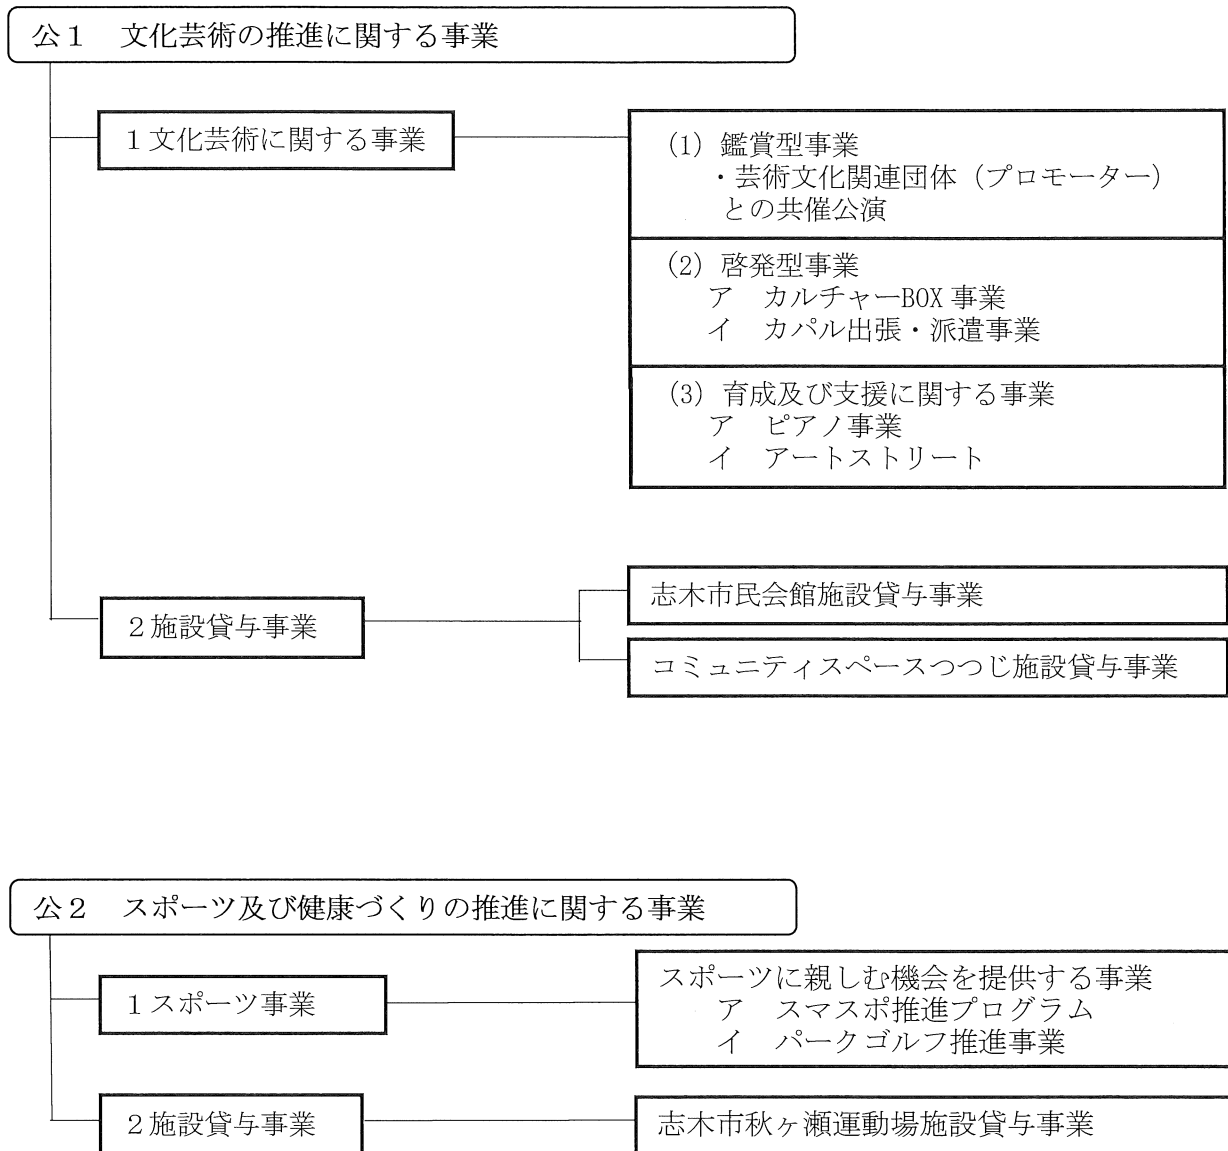 公１　文化芸術の推進に関する事業
１文化芸術に関する事業
(1) 鑑賞型事業
・芸術文化関連団体（プロモーター）
との共催公演
(2) 啓発型事業
ア　カルチャーBOX 事業
イ　カパル出張・派遣事業
(3) 育成及び支援に関する事業
ア　ピアノ事業
イ　アートストリート
２施設貸与事業
志木市民会館施設貸与事業
コミュニティスペースつつじ施設貸与事業
公２　スポーツ及び健康づくりの推進に関する事業
１スポーツ事業
スポーツに親しむ機会を提供する事業
ア　スマスポ推進プログラム
イ　パークゴルフ推進事業
２施設貸与事業
志木市秋ヶ瀬運動場施設貸与事業